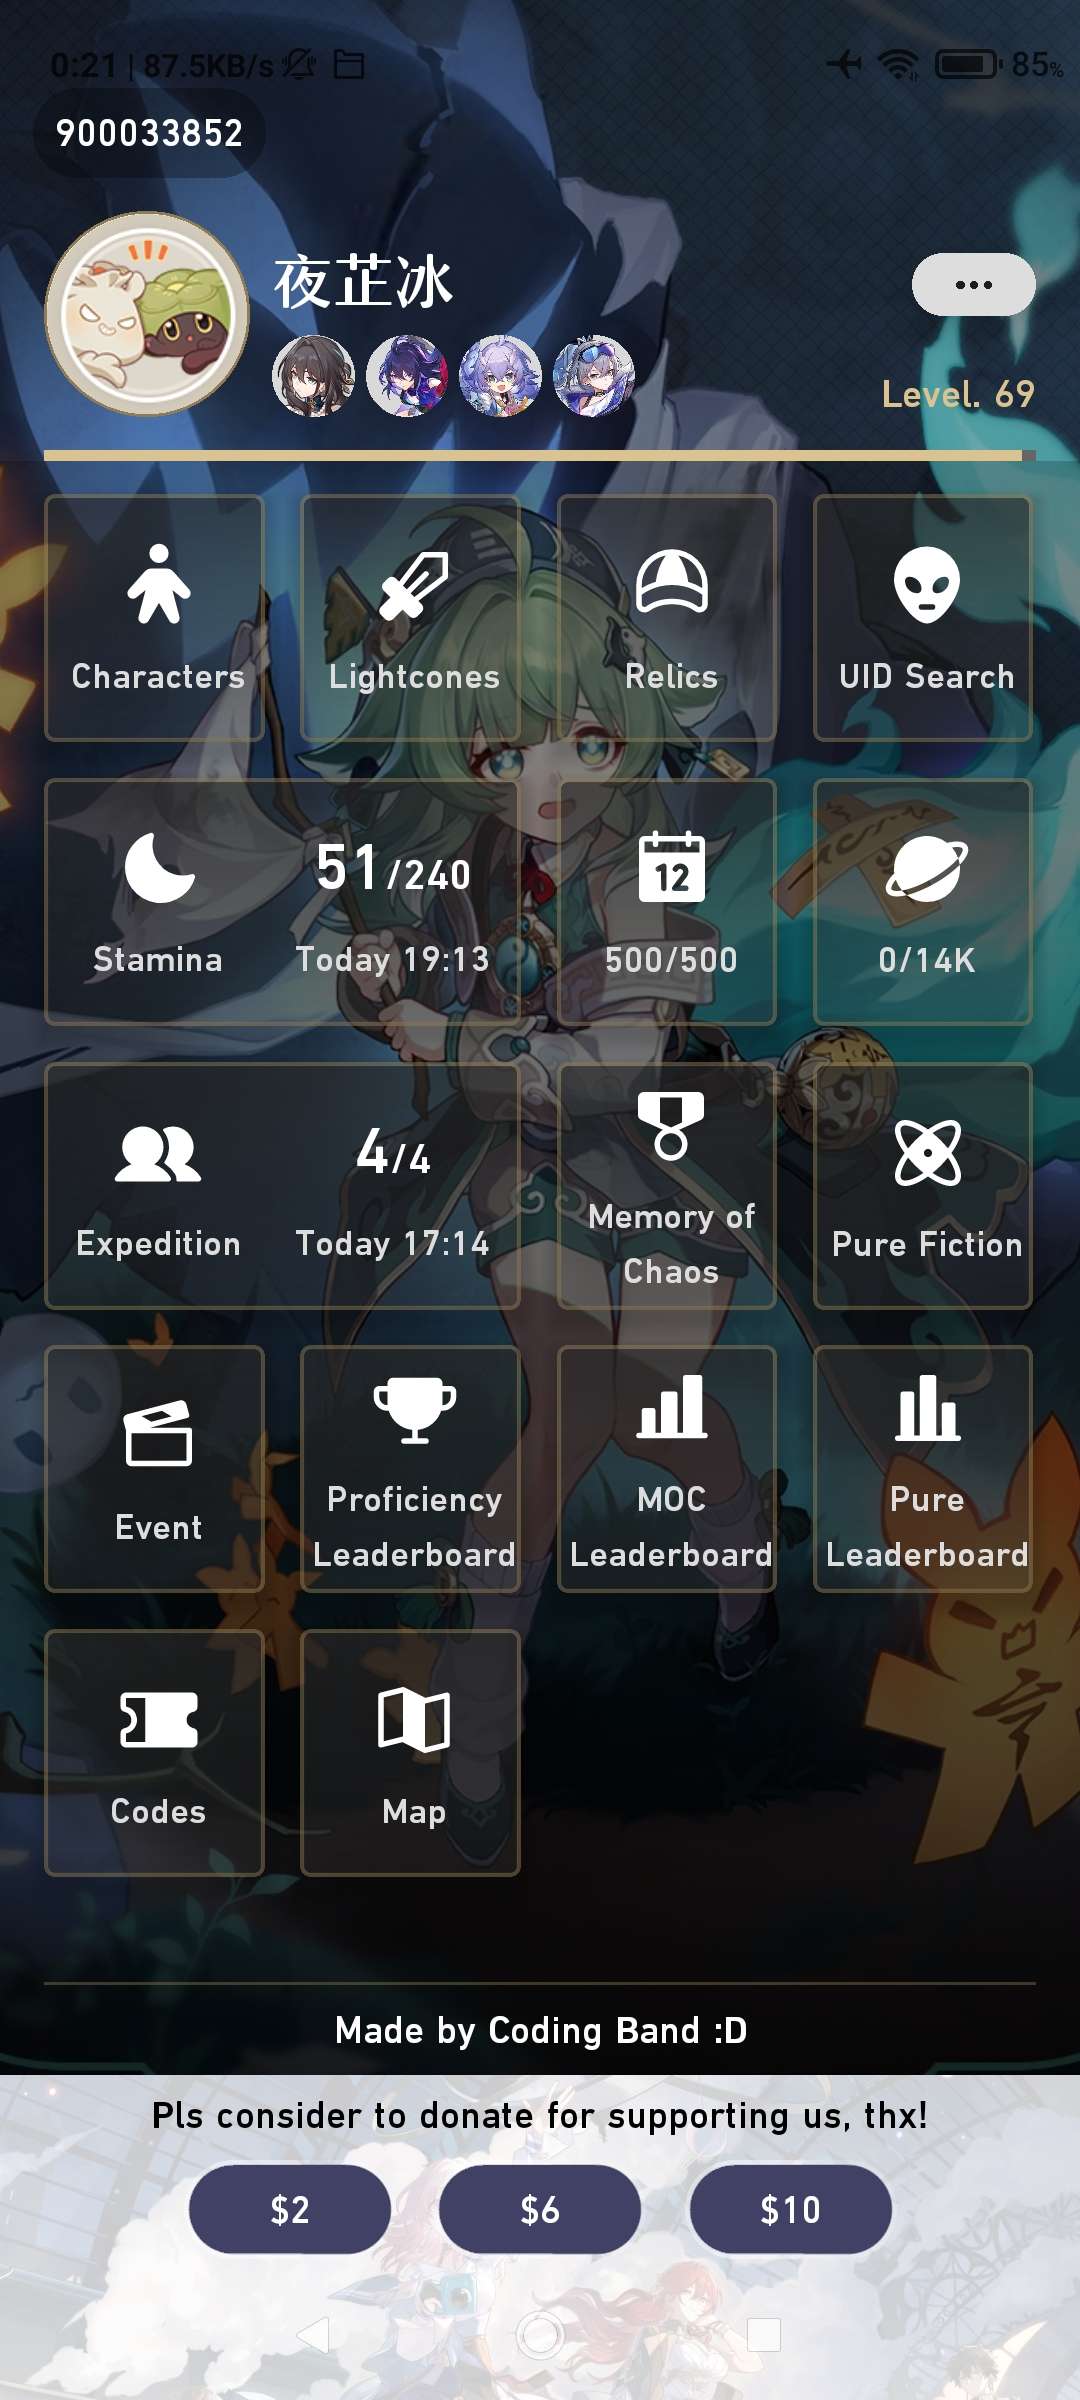 0:21 | 87.5KB/s 85%
900033852
夜芷冰
Level. 69
Characters Lightcones Relics UID Search
51/240 12
Stamina Today 19:13 500/500 0/14K
4/4
Expedition Today 17:14 Memory of Chaos Pure Fiction
Event Proficiency Leaderboard MOC Leaderboard Pure Leaderboard
Codes Map
Made by Coding Band :D
Pls consider to donate for supporting us, thx!
$2 $6 $10